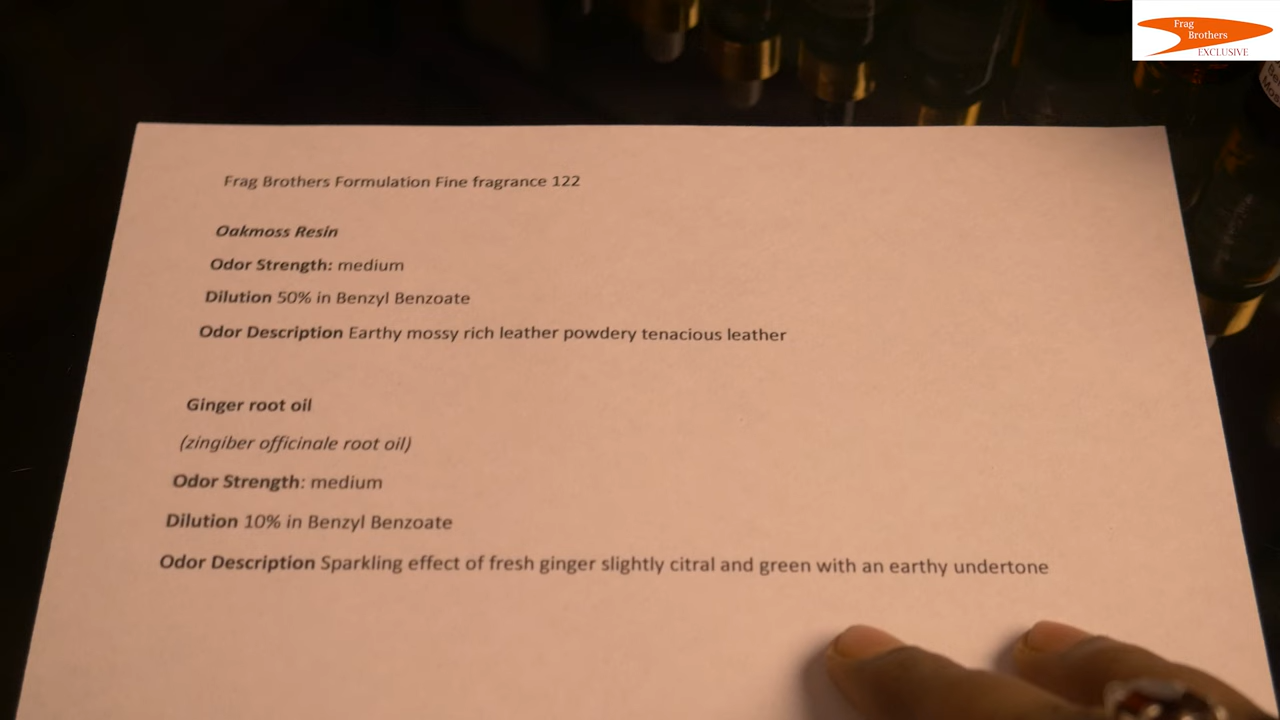 Frag
Brothers
EXCLUSIVE
Frag Brothers Formulation Fine fragrance 122
Oakmoss Resin
Odor Strength: medium
Dilution 50% in Benzyl Benzoate
Odor Description Earthy mossy rich leather powdery tenacious leather
Ginger root oil
(zingiber officinale root oil)
Odor Strength: medium
Dilution 10% in Benzyl Benzoate
Odor Description Sparkling effect of fresh ginger slightly citral and green with an earthy undertone